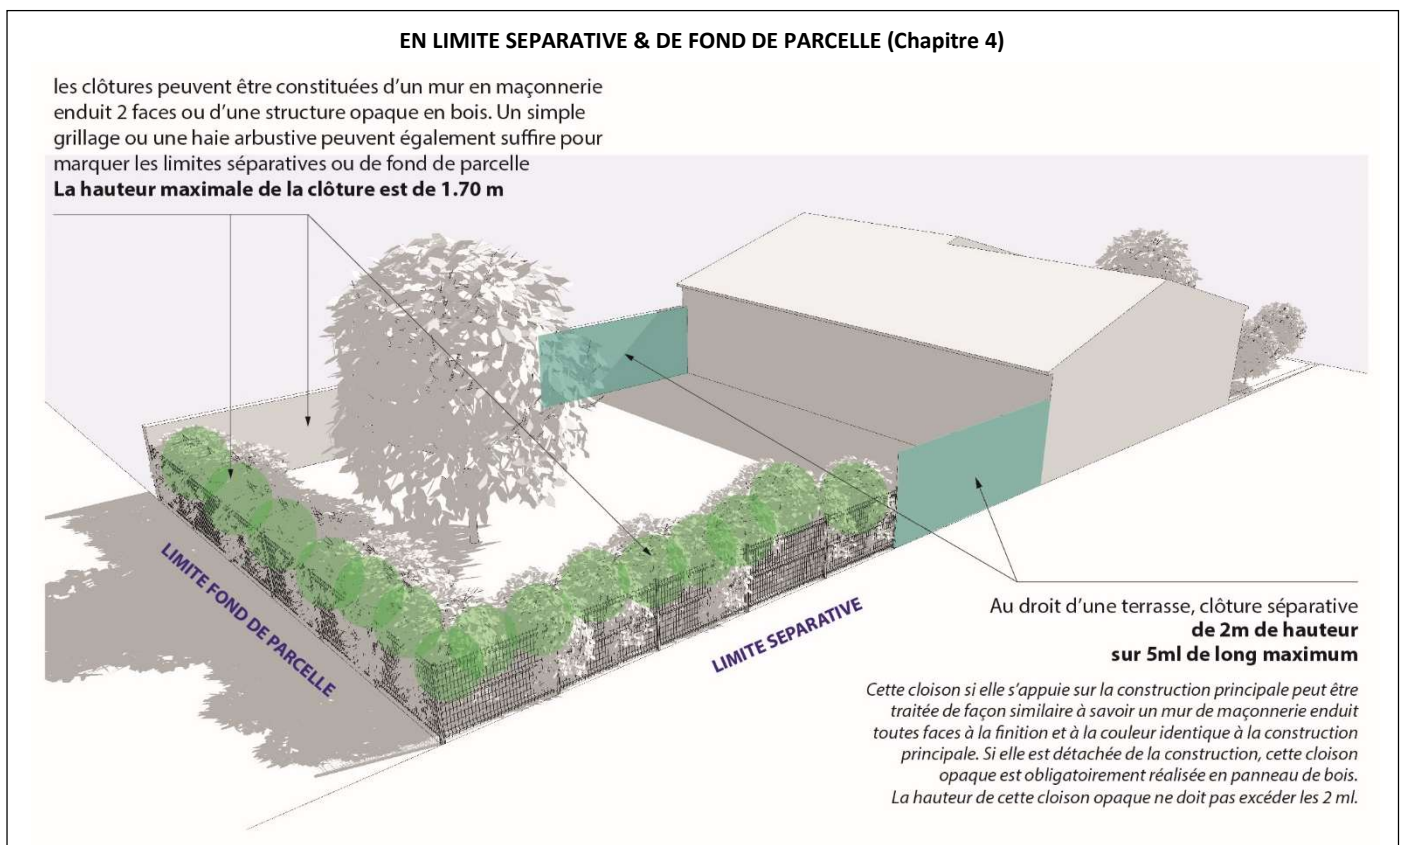 EN LIMITE SEPARATIVE & DE FOND DE PARCELLE (Chapitre 4)
les clôtures peuvent être constituées d'un mur en maçonnerie
enduit 2 faces ou d'une structure opaque en bois. Un simple
grillage ou une haie arbustive peuvent également suffire pour
marquer les limites séparatives ou de fond de parcelle
La hauteur maximale de la clôture est de 1.70 m
LIMITE FOND DE PARCELLE
LIMITE SEPARATIVE
Au droit d'une terrasse, clôture séparative
de 2m de hauteur
sur 5ml de long maximum
Cette cloison si elle s'appuie sur la construction principale peut être
traitée de façon similaire à savoir un mur de maçonnerie enduit
toutes faces à la finition et à la couleur identique à la construction
principale. Si elle est détachée de la construction, cette cloison
opaque est obligatoirement réalisée en panneau de bois.
La hauteur de cette cloison opaque ne doit pas excéder les 2 ml.